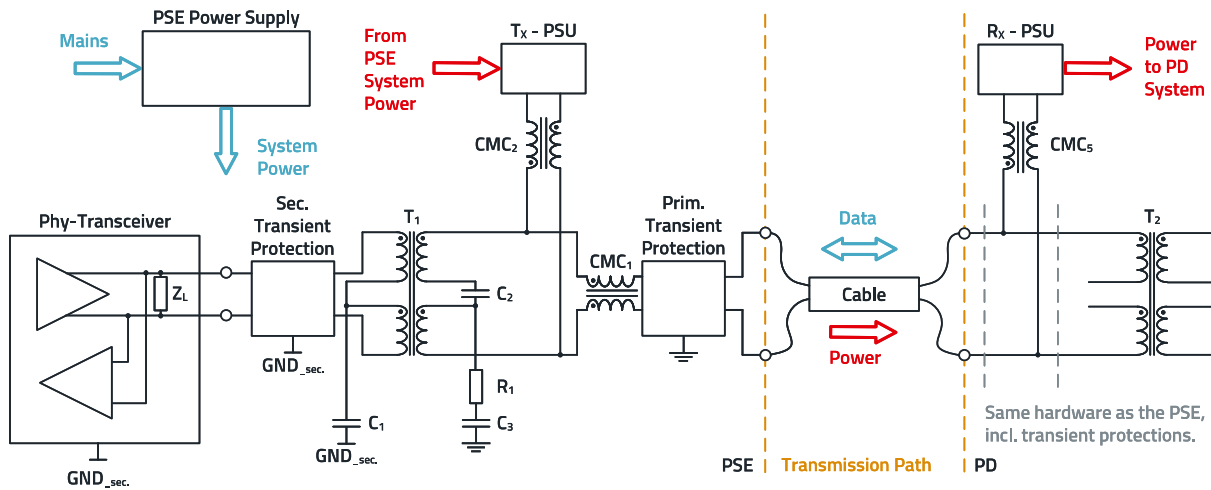 PSE Power Supply
Mains
System
Power
From
PSE
System
Power
Tx - PSU
CMC2
Rx - PSU
Power
to PD
System
CMC5
Phy-Transceiver
ZL
GND_sec.
Sec.
Transient
Protection
GND_sec.
T1
C2
R1
C1
C3
GND_sec.
CMC1
Prim.
Transient
Protection
Data
Cable
Power
T2
Same hardware as the PSE,
incl. transient protections.
PSE
Transmission Path
PD